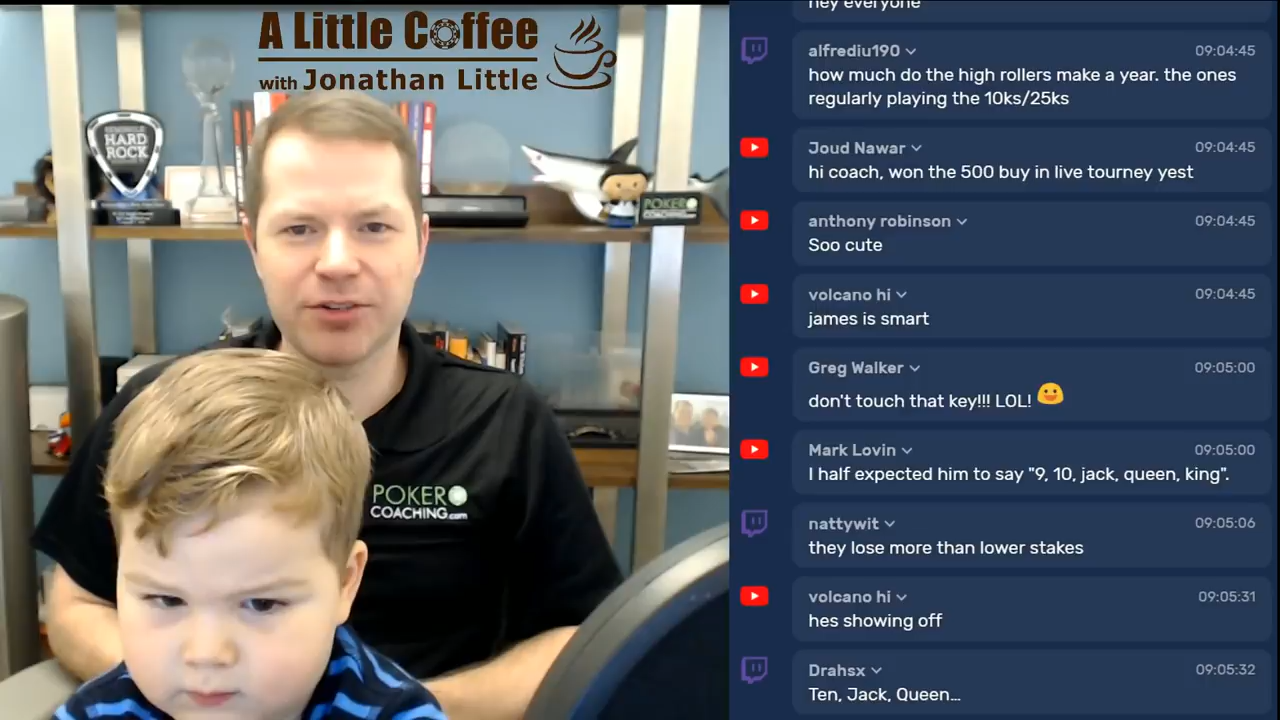 A Little Coffee
with Jonathan Little
HARD
ROCK
POKER
COACHING
POKER
COACHING.com
hey everyone
alfrediu190
09:04:45
how much do the high rollers make a year. the ones
regularly playing the 10ks/25ks
Joud Nawar
09:04:45
hi coach, won the 500 buy in live tourney yest
anthony robinson
09:04:45
Soo cute
volcano hi
09:04:45
james is smart
Greg Walker
09:05:00
don't touch that key!!! LOL! 😀
Mark Lovin
09:05:00
I half expected him to say "9, 10, jack, queen, king".
nattywit
09:05:06
they lose more than lower stakes
volcano hi
09:05:31
hes showing off
Drahsx
09:05:32
Ten, Jack, Queen...